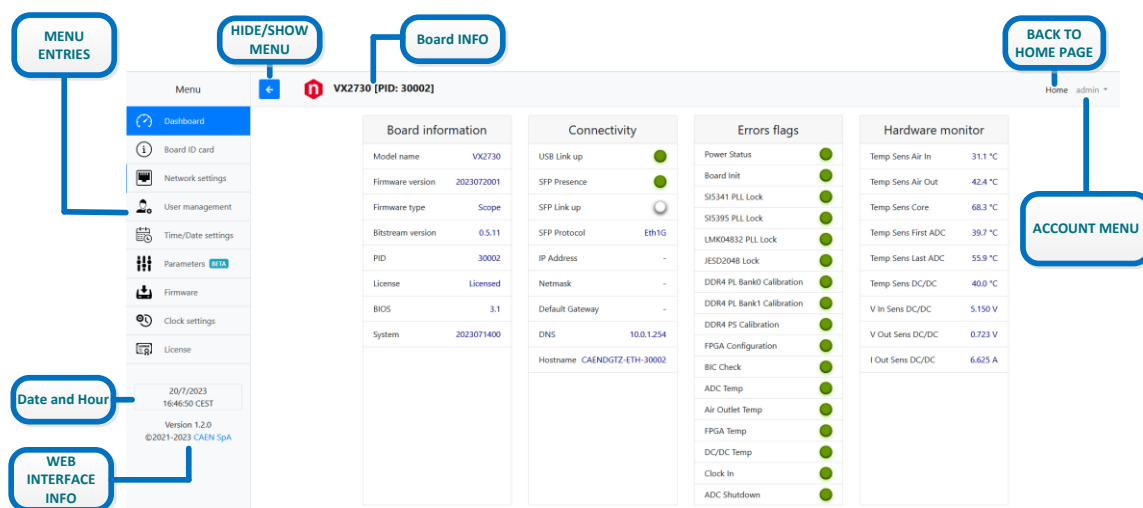 MENU
ENTRIES
HIDE/SHOW
MENU
Board INFO
BACK TO
HOME PAGE
Menu
VX2730 [PID: 30002]
Home admin
Dashboard
Board ID card
Network settings
User management
Time/Date settings
Parameters BETA
Firmware
Clock settings
License
20/7/2023
16:46:50 CEST
Version 1.2.0
©2021-2023 CAEN SpA
Date and Hour
WEB
INTERFACE
INFO
Board information
Model name VX2730
Firmware version 2023072001
Firmware type Scope
Bitstream version 0.5.11
PID 30002
License Licensed
BIOS 3.1
System 2023071400
Connectivity
USB Link up
SFP Presence
SFP Link up
SFP Protocol Eth1G
IP Address -
Netmask -
Default Gateway -
DNS 10.0.1.254
Hostname CAENDGTZ-ETH-30002
Errors flags
Power Status
Board Init
SI5341 PLL Lock
SI5395 PLL Lock
LMK04832 PLL Lock
JESD204B Lock
DDR4 PL Bank0 Calibration
DDR4 PL Bank1 Calibration
DDR4 PS Calibration
FPGA Configuration
BIC Check
ADC Temp
Air Outlet Temp
FPGA Temp
DC/DC Temp
Clock In
ADC Shutdown
Hardware monitor
Temp Sens Air In 31.1 °C
Temp Sens Air Out 42.4 °C
Temp Sens Core 68.3 °C
Temp Sens First ADC 39.7 °C
Temp Sens Last ADC 55.9 °C
Temp Sens DC/DC 40.0 °C
V In Sens DC/DC 5.150 V
V Out Sens DC/DC 0.723 V
I Out Sens DC/DC 6.625 A
ACCOUNT MENU